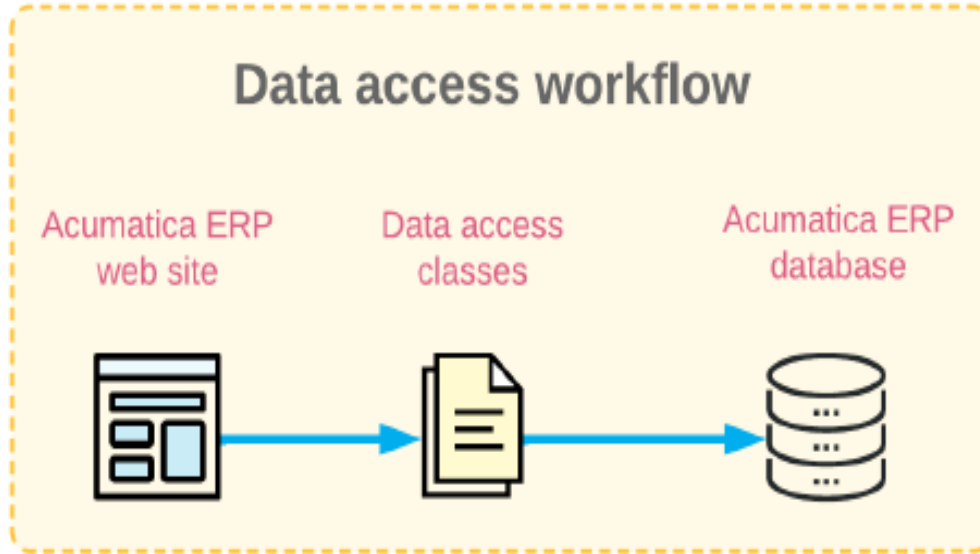 Data access workflow
Acumatica ERP
web site
Data access
classes
Acumatica ERP
database